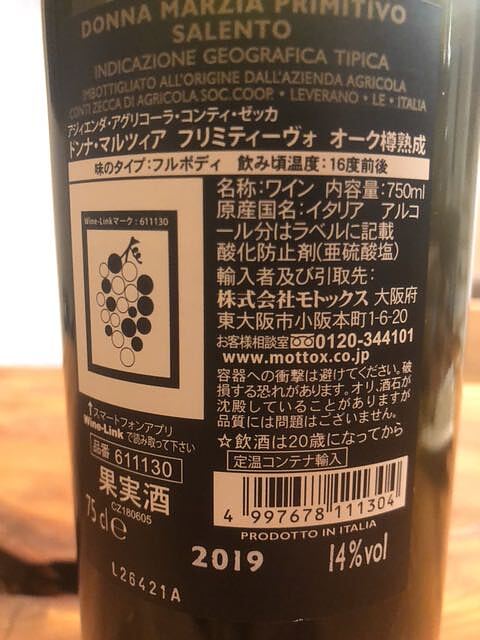 DONNA MARZIA PRIMITIVO
SALENTO
INDICAZIONE GEOGRAFICA TIPICA
IMBOTTIGLIATO ALL'ORIGINE DALL'AZIENDA AGRICOLA
CONTI ZECCA DI AGRICOLA SOC.COOP. • LEVERANO • LE • ITALIA
アジィエンダ・アグリコーラ・コンティ・ゼッカ
ドンナ・マルツィア フリミティーヴォ オーク樽熟成
味のタイプ:フルボディ 飲み頃温度:16度前後
Wine-Linkマーク:611130
名称:ワイン 内容量:750ml
原産国名:イタリア アルコ
ール分はラベルに記載
酸化防止剤(亜硫酸塩)
輸入者及び引取先:
株式会社モトックス 大阪府
東大阪市小阪本町1-6-20
お客様相談室 0120-344101
www.mottox.co.jp
容器への衝撃は避けてください。破
損する恐れがあります。オリ、酒石が
沈殿していることがありますが
品質には問題はございません。
☆飲酒は20歳になってから
↑スマートフォンアプリ
Wine-Linkで読み取って下さい
品番 611130
定温コンテナ輸入
果実酒
CZ180605
75 cl e
4 997678 111304
PRODOTTO IN ITALIA
2019
14%vol
L26421A